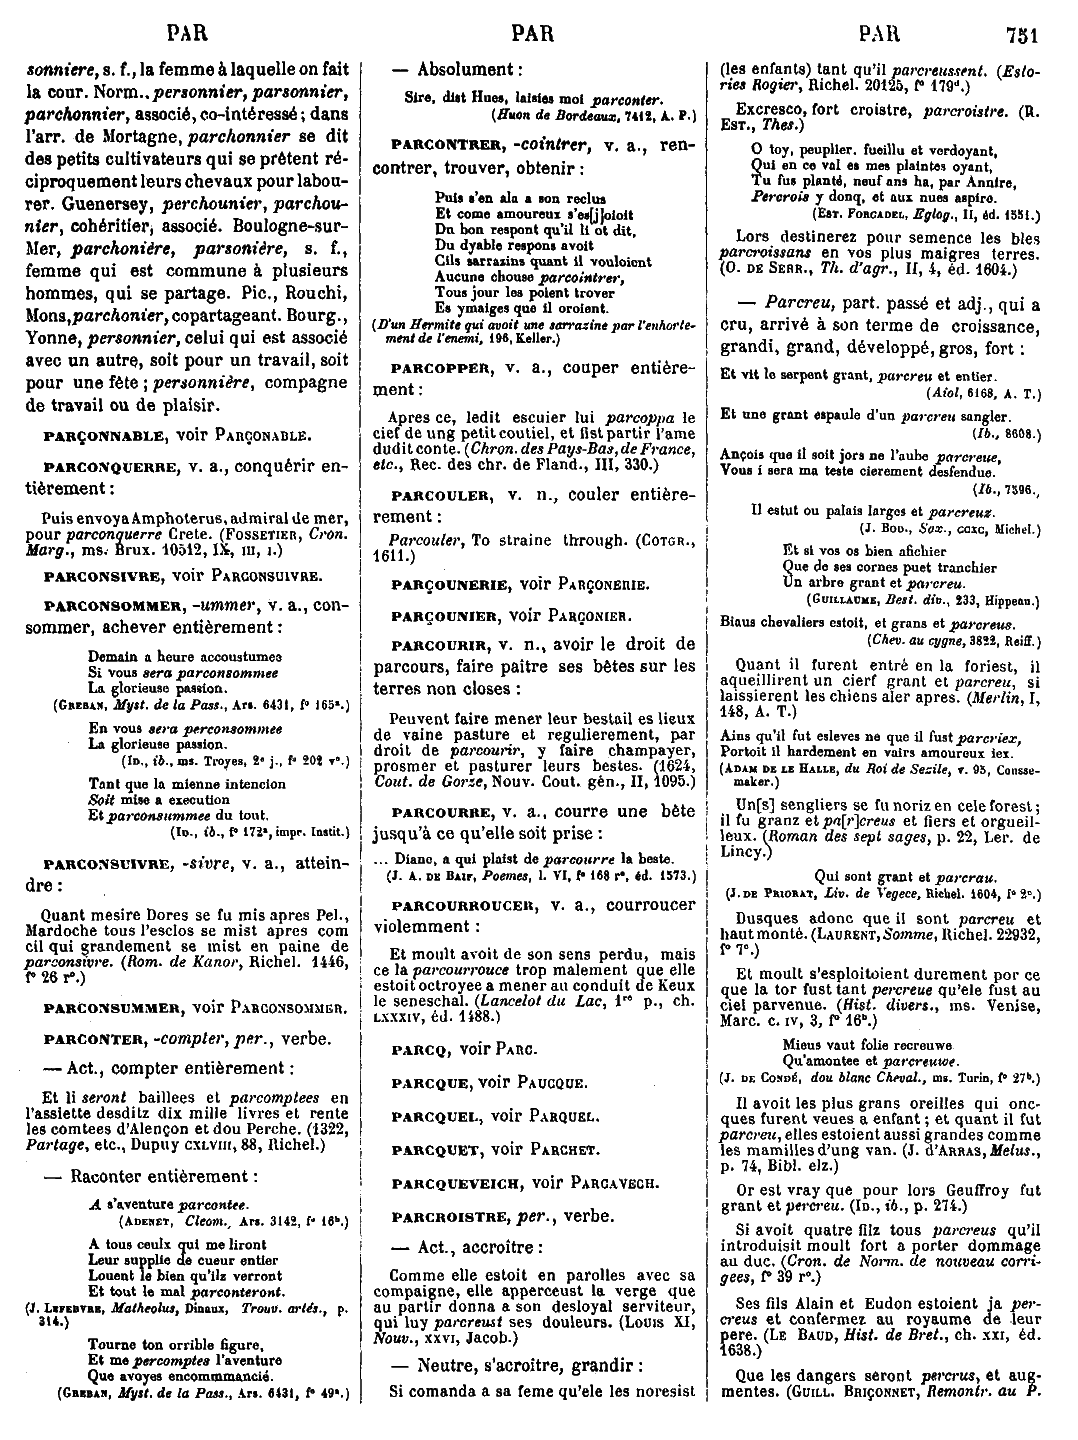 PAR
PAR
PAR 751
sonniere, s. f., la femme à laquelle on fait
la cour. Norm., personnier, parsonnier,
parchonnier, associé, co-intéressé ; dans
l'arr. de Mortagne, parchonnier se dit
des petits cultivateurs qui se prêtent ré-
ciproquement leurs chevaux pour labou-
rer. Guenersey, perchounier, parchou-
nier, cohéritier, associé. Boulogne-sur-
Mer, parchonière, parsonière, s. f.,
femme qui est commune à plusieurs
hommes, qui se partage. Pic., Rouchi,
Mons, parchonier, copartageant. Bourg.,
Yonne, personnier, celui qui est associé
avec un autre, soit pour un travail, soit
pour une fête ; personnière, compagne
de travail ou de plaisir.
PARÇONNABLE, voir PARÇONABLE.
PARCONQUERRE, v. a., conquérir en-
tièrement :
Puis envoya Amphoterus, admiral de mer,
pour parconquerre Crete. (FOSSETIER, Cron.
Marg., ms. Brux. 10512, IX, III, I.)
PARCONSIVRE, voir PARCONSUIVRE.
PARCONSOMMER, -ummer, v. a., con-
sommer, achever entièrement :
Demain a heure accoustumee
Si vous sera parconsommee
La glorieuse passion.
(GREBAN, Myst. de la Pass., Ars. 6431, f° 165ª.)
En vous sera perconsommee
La glorieuse passion.
(ID., ib., ms. Troyes, 2ᵉ j., f° 202 v°.)
Tant que la mienne intencion
Soit mise a execution
Et parconsummee du tout.
(ID., ib., f° 172ª, impr. Instit.)
PARCONSUIVRE, -sivre, v. a., attein-
dre :
Quant mesire Dores se fu mis apres Pel.,
Mardoche tous l'esclos se mist apres com
cil qui grandement se mist en paine de
parconsivre. (Rom. de Kanor, Richel. 1446,
f° 26 r°.)
PARCONSUMMER, voir PARCONSOMMER.
PARCONTER, -compter, per., verbe.
— Act., compter entièrement :
Et li seront baillees et parcomptees en
l'assiette desditz dix mille livres et rente
les comtees d'Alençon et dou Perche. (1322,
Partage, etc., Dupuy CXLVIII, 88, Richel.)
— Raconter entièrement :
A s'aventure parcontee.
(ADENET, Cleom., Ars. 3142, f° 16ᵇ.)
A tous ceulx qui me liront
Leur supplie de cueur entier
Louent le bien qu'ilz verront
Et tout le mal parconteront.
(J. LEFEBVRE, Matheolus, Dinaux, Trouv. artés., p.
314.)
Tourne ton orrible figure,
Et me percomptes l'aventure
Que avoyes encommmancié.
(GREBAN, Myst. de la Pass., Ars. 6431, f° 49ª.)
— Absolument :
Sire, dist Hues, laisies moi parconter.
(Huon de Bordeaux, 7412, A. P.)
PARCONTRER, -cointrer, v. a., ren-
contrer, trouver, obtenir :
Puis s'en ala a son reclus
Et come amoureux s'es[j]oioit
Du bon respont qu'il li ot dit,
Du dyable respons avoit
Cils sarrazins quant il vouloient
Aucune chouse parcointrer,
Tous jour les poient trover
Es ymaiges que il oroient.
(D'un Hermite qui avoit une sarrazine par l'enhorte-
ment de l'enemi, 196, Keller.)
PARCOPPER, v. a., couper entière-
ment :
Apres ce, ledit escuier lui parcoppa le
cief de ung petit coutiel, et fist partir l'ame
dudit conte. (Chron. des Pays-Bas, de France,
etc., Rec. des chr. de Fland., III, 330.)
PARCOULER, v. n., couler entière-
rement :
Parcouler, To straine through. (COTGR.,
1611.)
PARÇOUNERIE, voir PARÇONERIE.
PARÇOUNIER, voir PARÇONIER.
PARCOURIR, v. n., avoir le droit de
parcours, faire paître ses bêtes sur les
terres non closes :
Peuvent faire mener leur bestail es lieux
de vaine pasture et regulierement, par
droit de parcourir, y faire champayer,
prosmer et pasturer leurs bestes. (1624,
Cout. de Gorze, Nouv. Cout. gén., II, 1095.)
PARCOURRE, v. a., courre une bête
jusqu'à ce qu'elle soit prise :
... Diane, a qui plaist de parcourre la beste.
(J. A. DE BAIF, Poemes, l. VI, f° 168 r°, éd. 1573.)
PARCOURROUCER, v. a., courroucer
violemment :
Et moult avoit de son sens perdu, mais
ce la parcourrouce trop malement que elle
estoit octroyee a mener au conduit de Keux
le seneschal. (Lancelot du Lac, 1ʳᵉ p., ch.
LXXXIV, éd. 1488.)
PARCQ, voir PARC.
PARCQUE, voir PAUCQUE.
PARCQUEL, voir PARQUEL.
PARCQUET, voir PARCHET.
PARCQUEVEICH, voir PARCAVECH.
PARCROISTRE, per., verbe.
— Act., accroître :
Comme elle estoit en parolles avec sa
compaigne, elle apperceust la verge que
au partir donna a son desloyal serviteur,
qui luy parcreust ses douleurs. (LOUIS XI,
Nouv., XXVI, Jacob.)
— Neutre, s'acroître, grandir :
Si comanda a sa feme qu'ele les noresist
(les enfants) tant qu'il parcreussent. (Esto-
ries Rogier, Richel. 20125, f° 179ᵈ.)
Excresco, fort croistre, parcroistre. (R.
EST., Thes.)
O toy, peuplier, fueillu et verdoyant,
Qui en ce val es mes plaintes oyant,
Tu fus planté, neuf ans ha, par Annire,
Percrois y donq, et aux nues aspire.
(EST. FORCADEL, Eglog., II, éd. 1551.)
Lors destinerez pour semence les bles
parcroissans en vos plus maigres terres.
(O. DE SERR., Th. d'agr., II, 4, éd. 1604.)
— Parcreu, part. passé et adj., qui a
cru, arrivé à son terme de croissance,
grandi, grand, développé, gros, fort :
Et vit le serpent grant, parcreu et entier.
(Aiol, 6168, A. T.)
Et une grant espaule d'un parcreu sangler.
(Ib., 8608.)
Ançois que il soit jors ne l'aube parcreue,
Vous i sera ma teste cierement desfendue.
(Ib., 7596.,
Il estut ou palais larges et parcreuz.
(J. BOD., Sax., CCXC, Michel.)
Et si vos os bien afichier
Que de ses cornes puet tranchier
Un arbre grant et parcreu.
(GUILLAUME, Best. div., 233, Hippeau.)
Biaus chevaliers estoit, et grans et parcreus.
(Chev. au cygne, 3822, Reiff.)
Quant il furent entré en la foriest, il
aqueillirent un cierf grant et parcreu, si
laissierent les chiens aler apres. (Merlin, I,
148, A. T.)
Ains qu'il fut esleves ne que il fust parcriex,
Portoit il hardement en vairs amoureux iex.
(ADAM DE LE HALLE, du Roi de Sezile, v. 95, Cousse-
maker.)
Un[s] sengliers se fu noriz en cele forest ;
il fu granz et pa[r]creus et fiers et orgueil-
leux. (Roman des sept sages, p. 22, Ler. de
Lincy.)
Qui sont grant et parcrau.
(J. DE PRIORAT, Liv. de Vegece, Richel. 1604, f° 2ᶜ.)
Dusques adonc que il sont parcreu et
haut monté. (LAURENT, Somme, Richel. 22932,
f° 7ᶜ.)
Et moult s'esploitoient durement por ce
que la tor fust tant percreue qu'ele fust au
ciel parvenue. (Hist. divers., ms. Venise,
Marc. c. IV, 3, f° 16ᵇ.)
Mieus vaut folie recreuwe
Qu'amontee et parcreuwe.
(J. DE CONDÉ, dou blanc Cheval., ms. Turin, f° 27ᵇ.)
Il avoit les plus grans oreilles qui onc-
ques furent veues a enfant ; et quant il fut
parcreu, elles estoient aussi grandes comme
les mamilles d'ung van. (J. d'ARRAS, Melus.,
p. 74, Bibl. elz.)
Or est vray que pour lors Geuffroy fut
grant et percreu. (ID., ib., p. 274.)
Si avoit quatre filz tous parcreus qu'il
introduisit moult fort a porter dommage
au duc. (Cron. de Norm. de nouveau corri-
gees, f° 39 r°.)
Ses fils Alain et Eudon estoient ja per-
creus et confermez au royaume de leur
pere. (LE BAUD, Hist. de Bret., ch. XXI, éd.
1638.)
Que les dangers seront percrus, et aug-
mentes. (GUILL. BRIÇONNET, Remontr. au P.